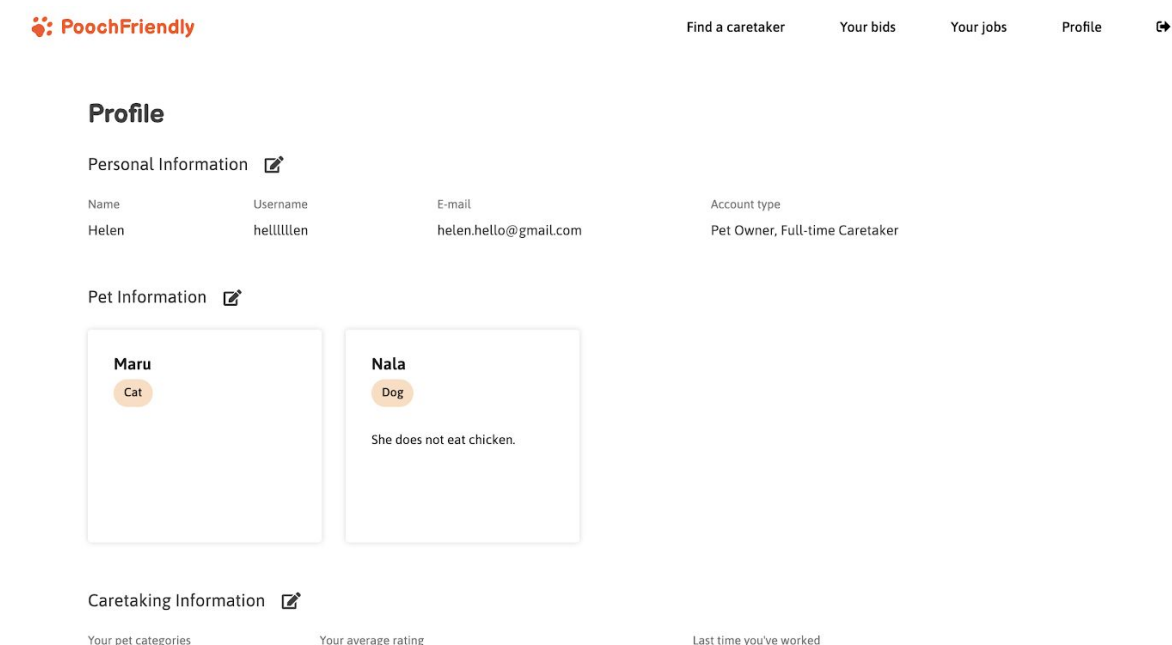 PoochFriendly Find a caretaker Your bids Your jobs Profile
Profile
Personal Information
Name Username E-mail Account type
Helen hellllllen helen.hello@gmail.com Pet Owner, Full-time Caretaker
Pet Information
Maru Nala
Cat Dog
She does not eat chicken.
Caretaking Information
Your pet categories Your average rating Last time you've worked